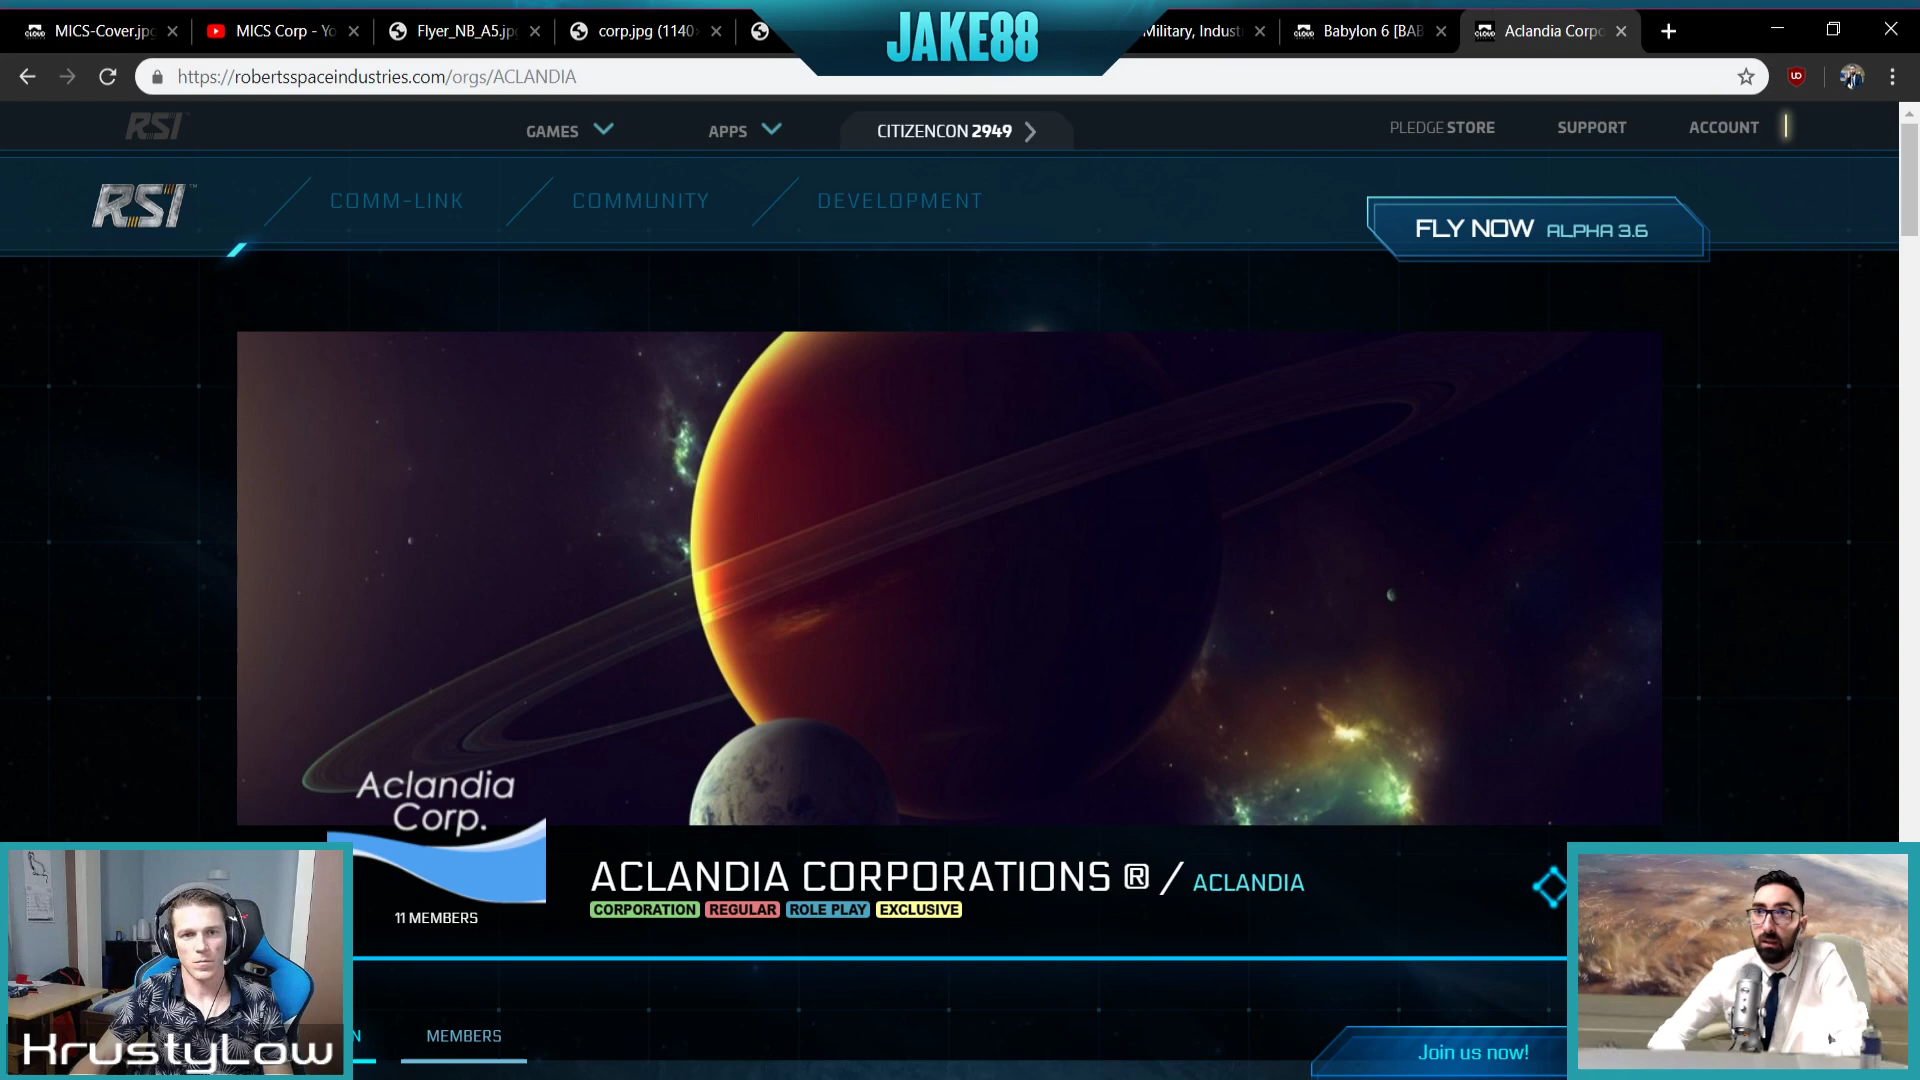 MICS-Cover.jpg
MICS Corp - Yo
Flyer_NB_A5.jp
corp.jpg (1140×
JAKE88
Military, Indust
Babylon 6 [BAB
Aclandia Corpo
https://robertsspaceindustries.com/orgs/ACLANDIA
RSI
GAMES
APPS
CITIZENCON 2949
PLEDGE STORE
SUPPORT
ACCOUNT
RSI
COMM-LINK
COMMUNITY
DEVELOPMENT
FLY NOW ALPHA 3.6
Aclandia
Corp.
11 MEMBERS
ACLANDIA CORPORATIONS ® / ACLANDIA
CORPORATION REGULAR ROLE PLAY EXCLUSIVE
N
MEMBERS
Join us now!
KrustyLow